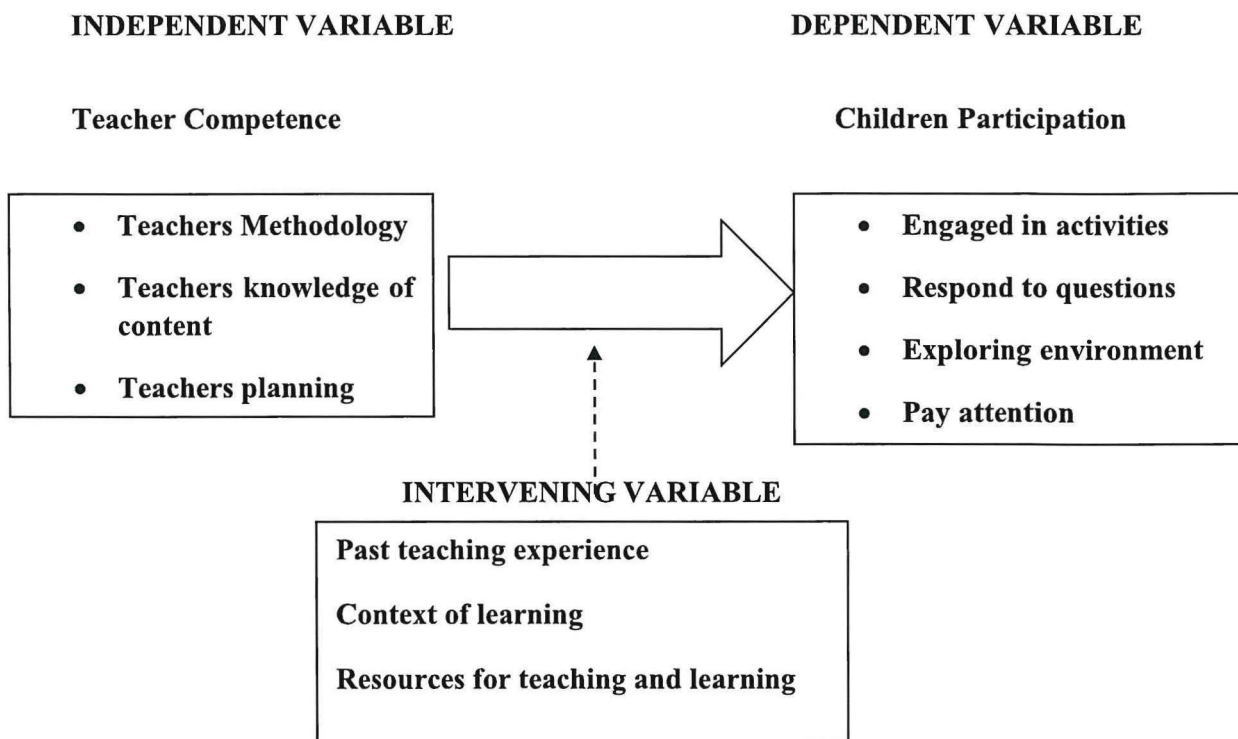 INDEPENDENT VARIABLE
DEPENDENT VARIABLE
Teacher Competence
Children Participation
• Teachers Methodology
• Teachers knowledge of
content
• Teachers planning
• Engaged in activities
• Respond to questions
• Exploring environment
• Pay attention
INTERVENING VARIABLE
Past teaching experience
Context of learning
Resources for teaching and learning